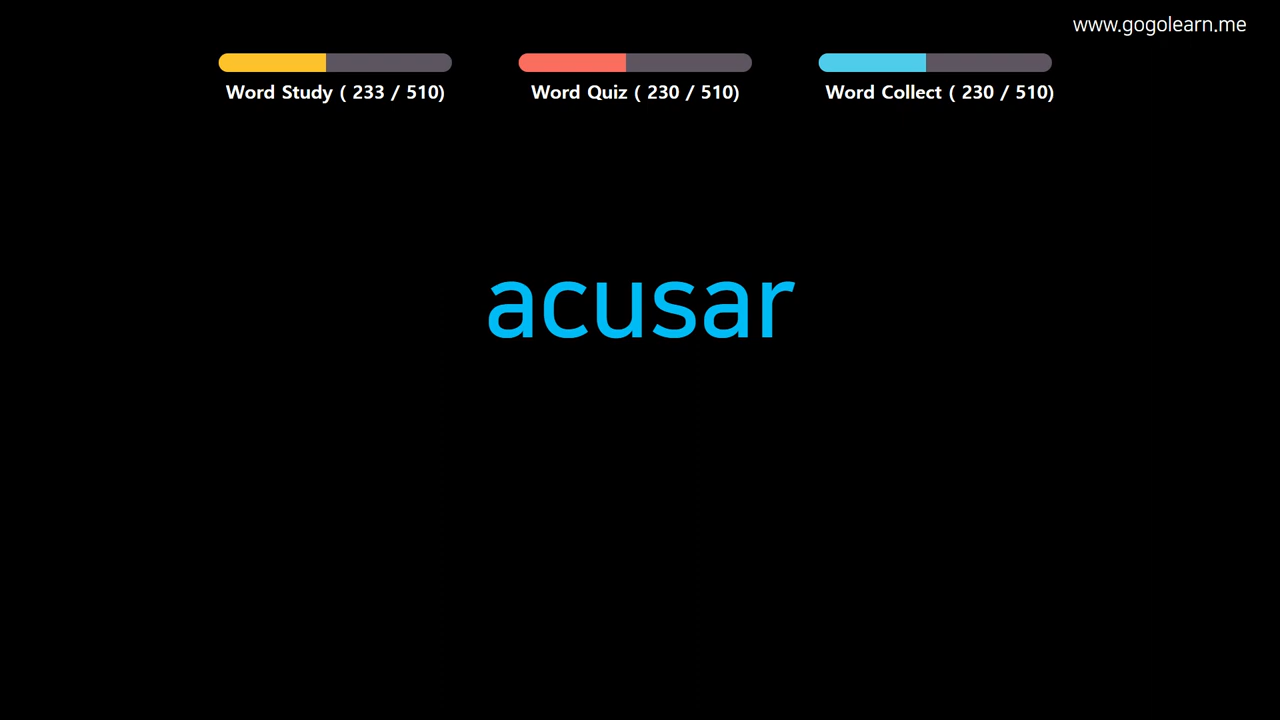 www.gogolearn.me
Word Study ( 233 / 510)
Word Quiz ( 230 / 510)
Word Collect ( 230 / 510)
acusar